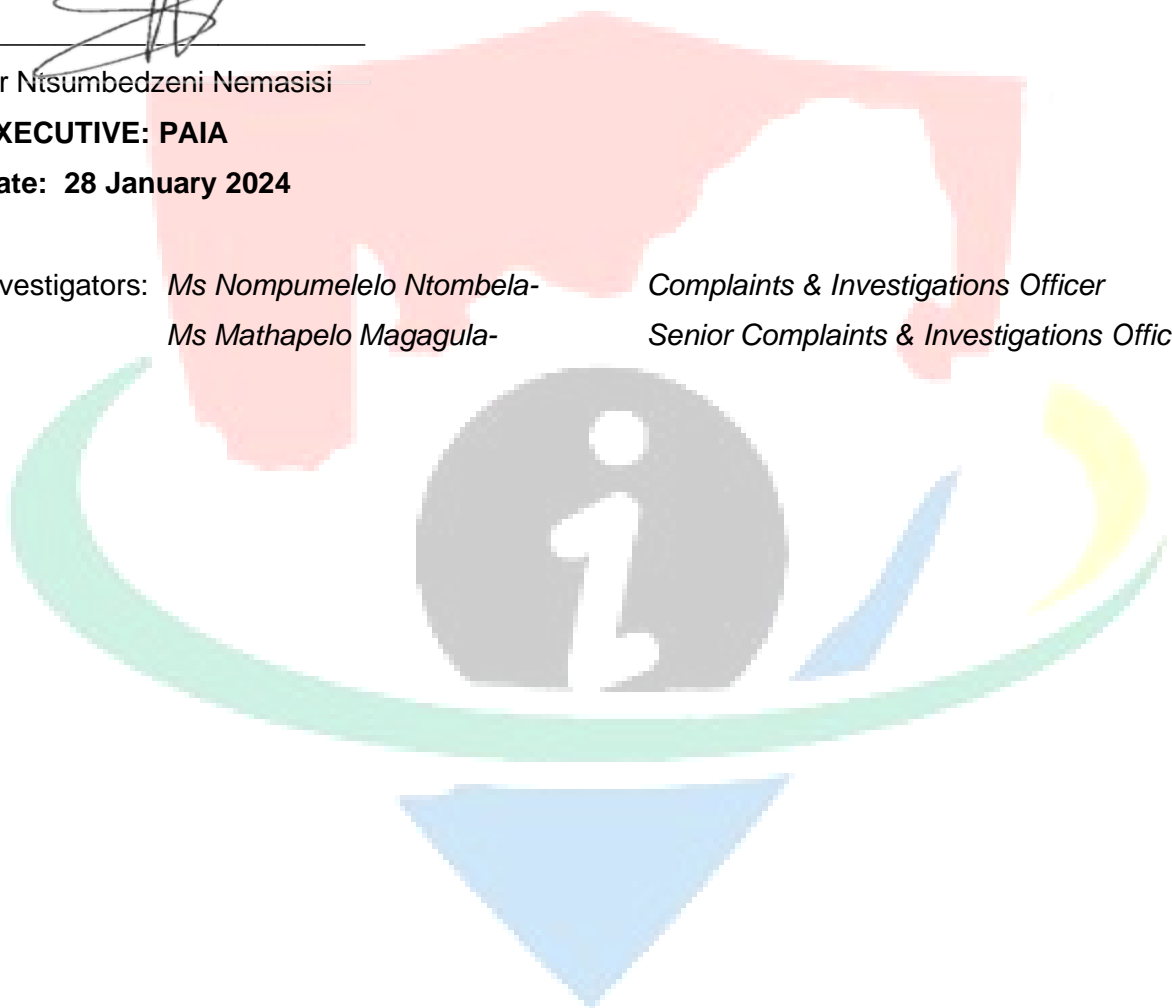 r Ntsumbedzeni Nemasisi
XECUTIVE: PAIA
ate: 28 January 2024
vestigators: Ms Nompumelelo Ntombela- Complaints & Investigations Officer
Ms Mathapelo Magagula- Senior Complaints & Investigations Offic
i